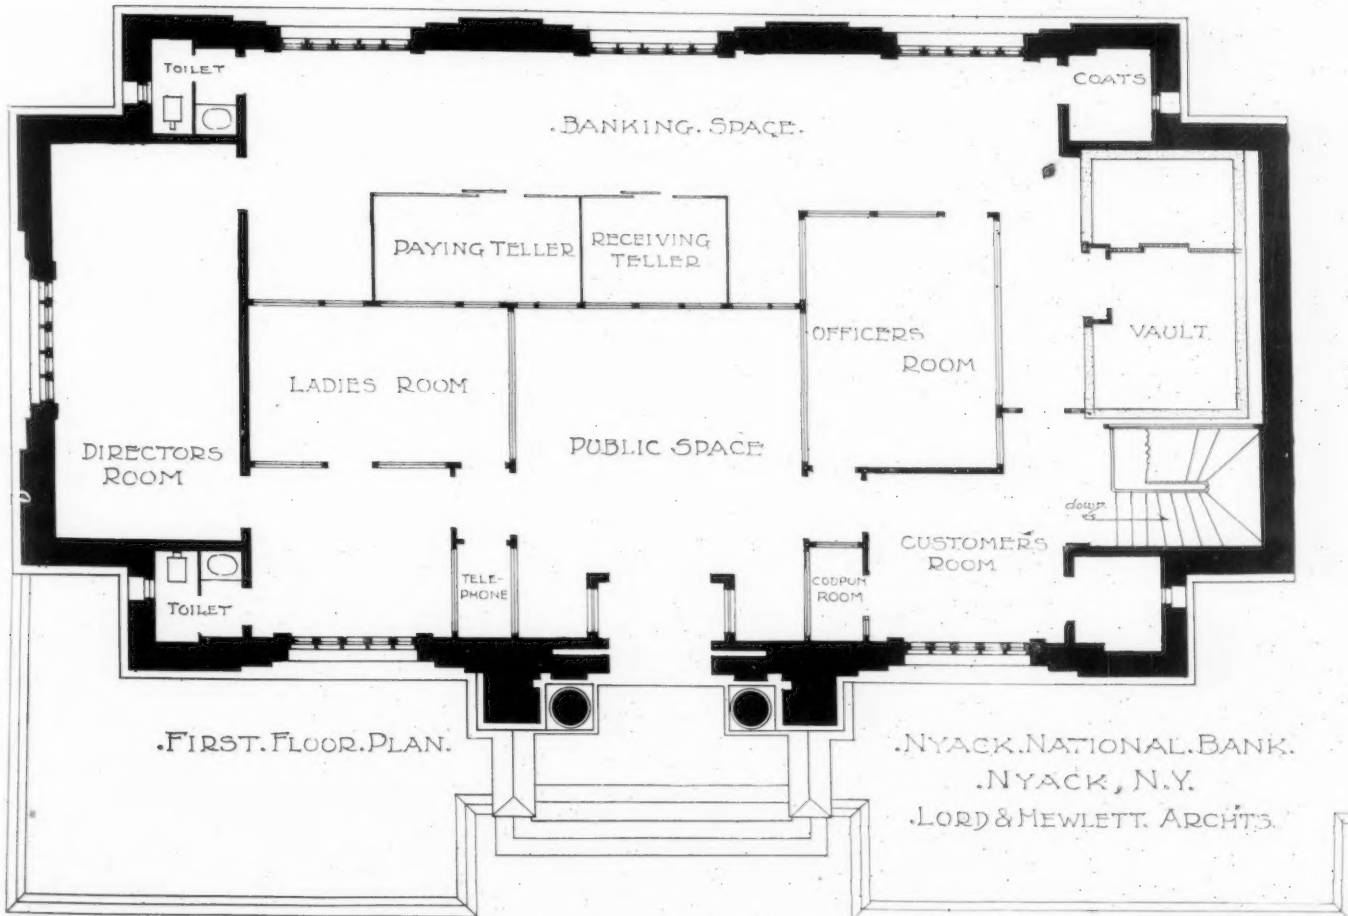 TOILET
COATS
.BANKING.SPACE.
PAYING TELLER
RECEIVING
TELLER
OFFICERS
ROOM
VAULT.
LADIES ROOM
DIRECTORS
ROOM
PUBLIC SPACE
down
CUSTOMER'S
ROOM
TELE-
PHONE
COUPON
ROOM
TOILET
.FIRST.FLOOR.PLAN.
.NYACK.NATIONAL.BANK.
.NYACK, N.Y.
.LORD & HEWLETT. ARCHTS.